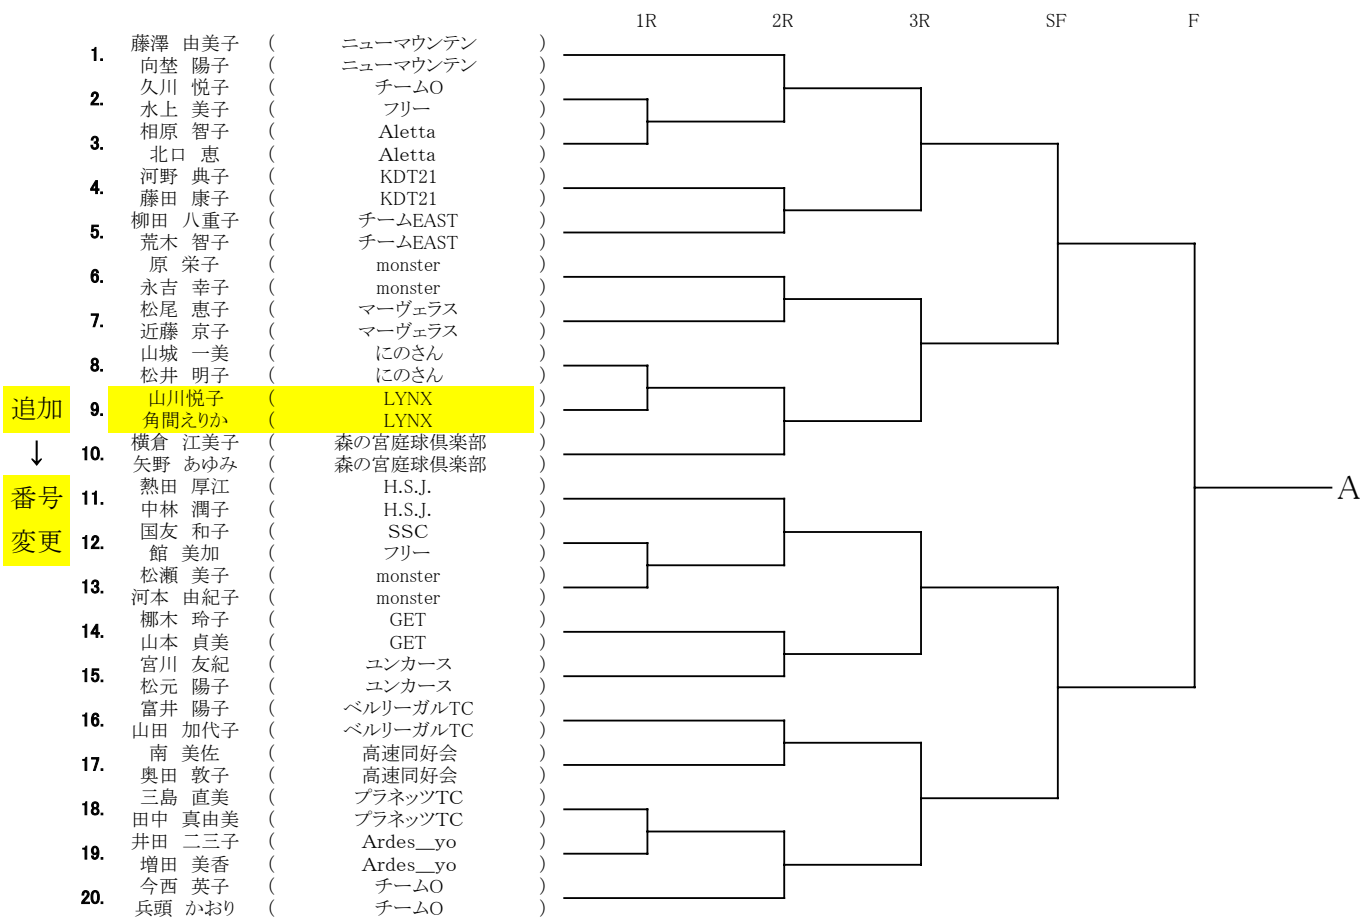 1R 2R 3R SF F
1. 藤澤 由美子 ( ニューマウンテン )
向埜 陽子 ( ニューマウンテン )
2. 久川 悦子 ( チームO )
水上 美子 ( フリー )
3. 相原 智子 ( Aletta )
北口 恵 ( Aletta )
4. 河野 典子 ( KDT21 )
藤田 康子 ( KDT21 )
5. 柳田 八重子 ( チームEAST )
荒木 智子 ( チームEAST )
6. 原 栄子 ( monster )
永吉 幸子 ( monster )
7. 松尾 恵子 ( マーヴェラス )
近藤 京子 ( マーヴェラス )
8. 山城 一美 ( にのさん )
松井 明子 ( にのさん )
追加 9. 山川悦子 ( LYNX )
角間えりか ( LYNX )
↓ 10. 横倉 江美子 ( 森の宮庭球倶楽部 )
矢野 あゆみ ( 森の宮庭球倶楽部 )
番号 11. 熱田 厚江 ( H.S.J. )
中林 潤子 ( H.S.J. )
変更 12. 国友 和子 ( SSC )
館 美加 ( フリー )
13. 松瀬 美子 ( monster )
河本 由紀子 ( monster )
14. 梛木 玲子 ( GET )
山本 貞美 ( GET )
15. 宮川 友紀 ( ユンカース )
松元 陽子 ( ユンカース )
16. 富井 陽子 ( ベルリーガルTC )
山田 加代子 ( ベルリーガルTC )
17. 南 美佐 ( 高速同好会 )
奥田 敦子 ( 高速同好会 )
18. 三島 直美 ( プラネッツTC )
田中 真由美 ( プラネッツTC )
19. 井田 二三子 ( Ardes__yo )
増田 美香 ( Ardes__yo )
20. 今西 英子 ( チームO )
兵頭 かおり ( チームO )
A